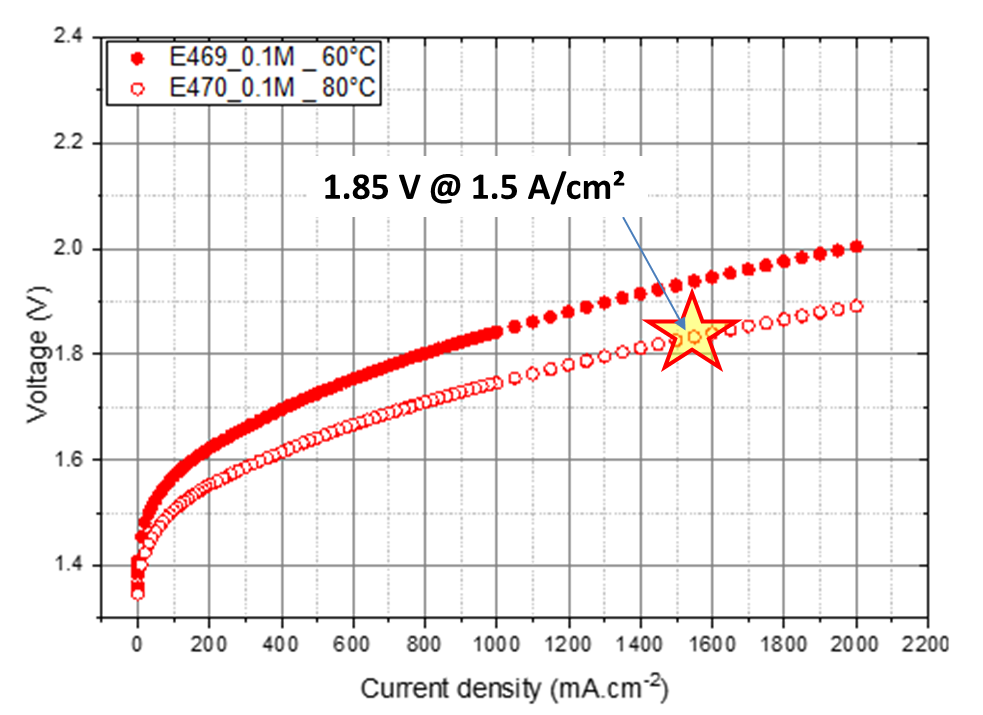 E469_0.1M _ 60°C
E470_0.1M _ 80°C
1.85 V @ 1.5 A/cm²
Voltage (V)
2.4
2.2
2.0
1.8
1.6
1.4
0 200 400 600 800 1000 1200 1400 1600 1800 2000 2200
Current density (mA.cm⁻²)